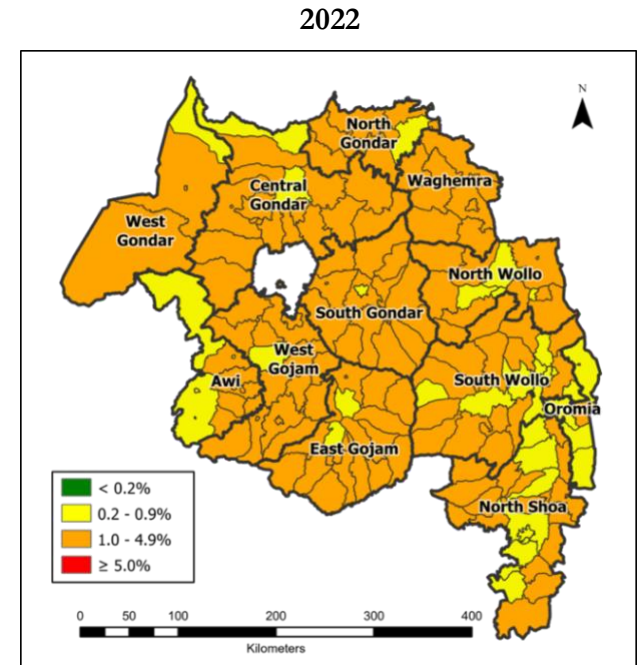 2022
N
North
Gondar
Central
Gondar
Waghemra
West
Gondar
North Wollo
South Gondar
West
Gojam
Awi
South Wollo
Oromia
East Gojam
North Shoa
< 0.2%
0.2 - 0.9%
1.0 - 4.9%
≥ 5.0%
0 50 100 200 300 400
Kilometers